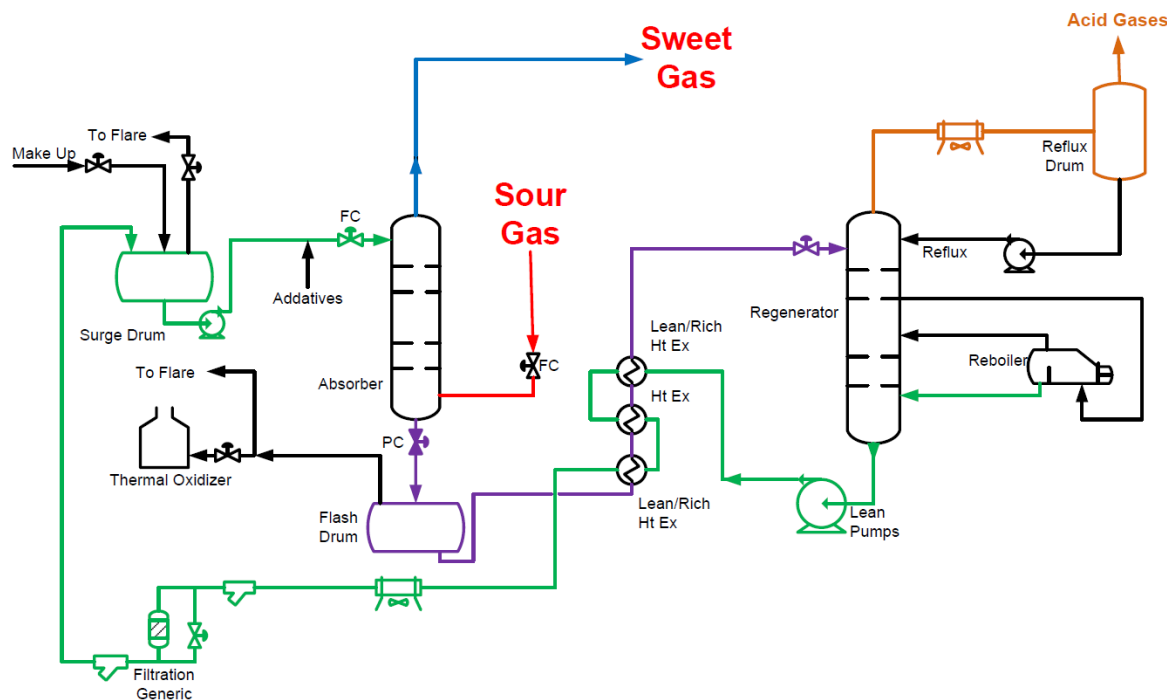 Acid Gases
Sweet
Gas
To Flare
Make Up
Reflux
Drum
Sour
Gas
FC
Reflux
Addatives
Surge Drum
Regenerator
Lean/Rich
Ht Ex
Reboiler
To Flare
FC
Absorber
Ht Ex
PC
Thermal Oxidizer
Lean/Rich
Ht Ex
Flash
Drum
Lean
Pumps
Filtration
Generic